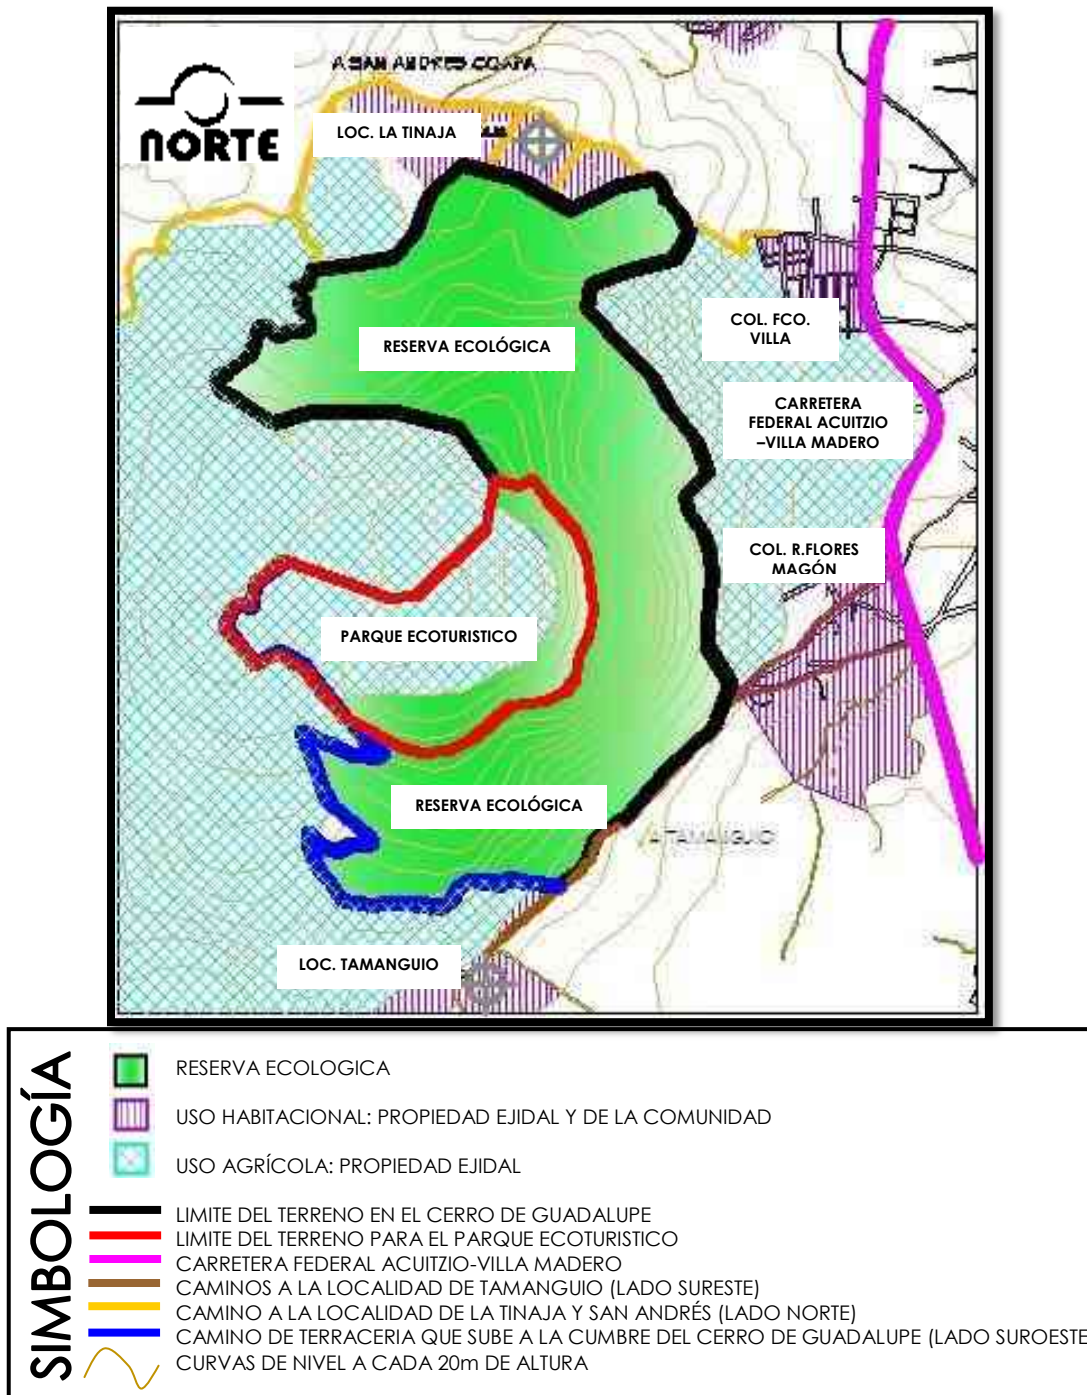 A SAN ANDRES COAPA
NORTE
LOC. LA TINAJA
RESERVA ECOLÓGICA
COL. FCO.
VILLA
CARRETERA
FEDERAL ACUITZIO
–VILLA MADERO
COL. R.FLORES
MAGÓN
PARQUE ECOTURISTICO
RESERVA ECOLÓGICA
A TAMANGUIO
LOC. TAMANGUIO
SIMBOLOGÍA
RESERVA ECOLOGICA
USO HABITACIONAL: PROPIEDAD EJIDAL Y DE LA COMUNIDAD
USO AGRÍCOLA: PROPIEDAD EJIDAL
LIMITE DEL TERRENO EN EL CERRO DE GUADALUPE
LIMITE DEL TERRENO PARA EL PARQUE ECOTURISTICO
CARRETERA FEDERAL ACUITZIO-VILLA MADERO
CAMINOS A LA LOCALIDAD DE TAMANGUIO (LADO SURESTE)
CAMINO A LA LOCALIDAD DE LA TINAJA Y SAN ANDRÉS (LADO NORTE)
CAMINO DE TERRACERIA QUE SUBE A LA CUMBRE DEL CERRO DE GUADALUPE (LADO SUROESTE
CURVAS DE NIVEL A CADA 20m DE ALTURA